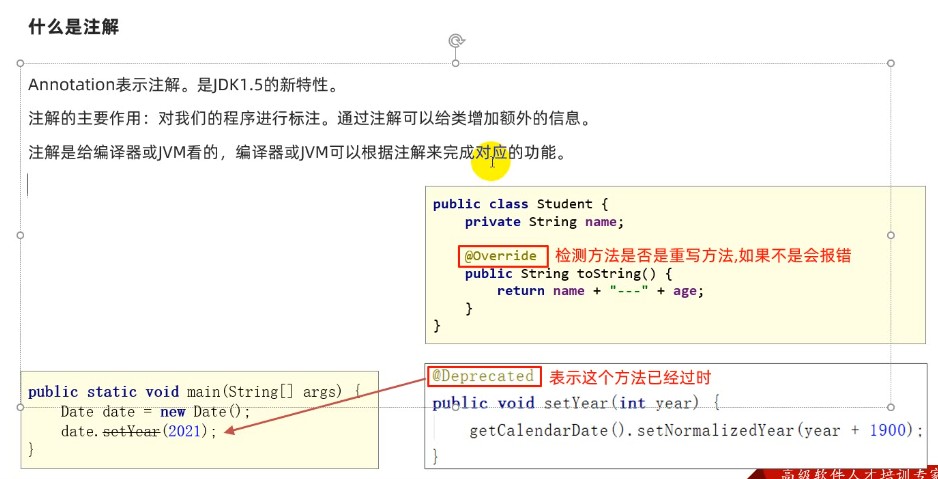 什么是注解
Annotation表示注解。是JDK1.5的新特性。
注解的主要作用：对我们的程序进行标注。通过注解可以给类增加额外的信息。
注解是给编译器或JVM看的，编译器或JVM可以根据注解来完成对应的功能。
public class Student {
private String name;
@Override 检测方法是否是重写方法,如果不是会报错
public String toString() {
return name + "---" + age;
}
}
public static void main(String[] args) {
Date date = new Date();
date.setYear(2021);
}
@Deprecated 表示这个方法已经过时
public void setYear(int year) {
getCalendarDate().setNormalizedYear(year + 1900);
}
高级软件人才培训专家